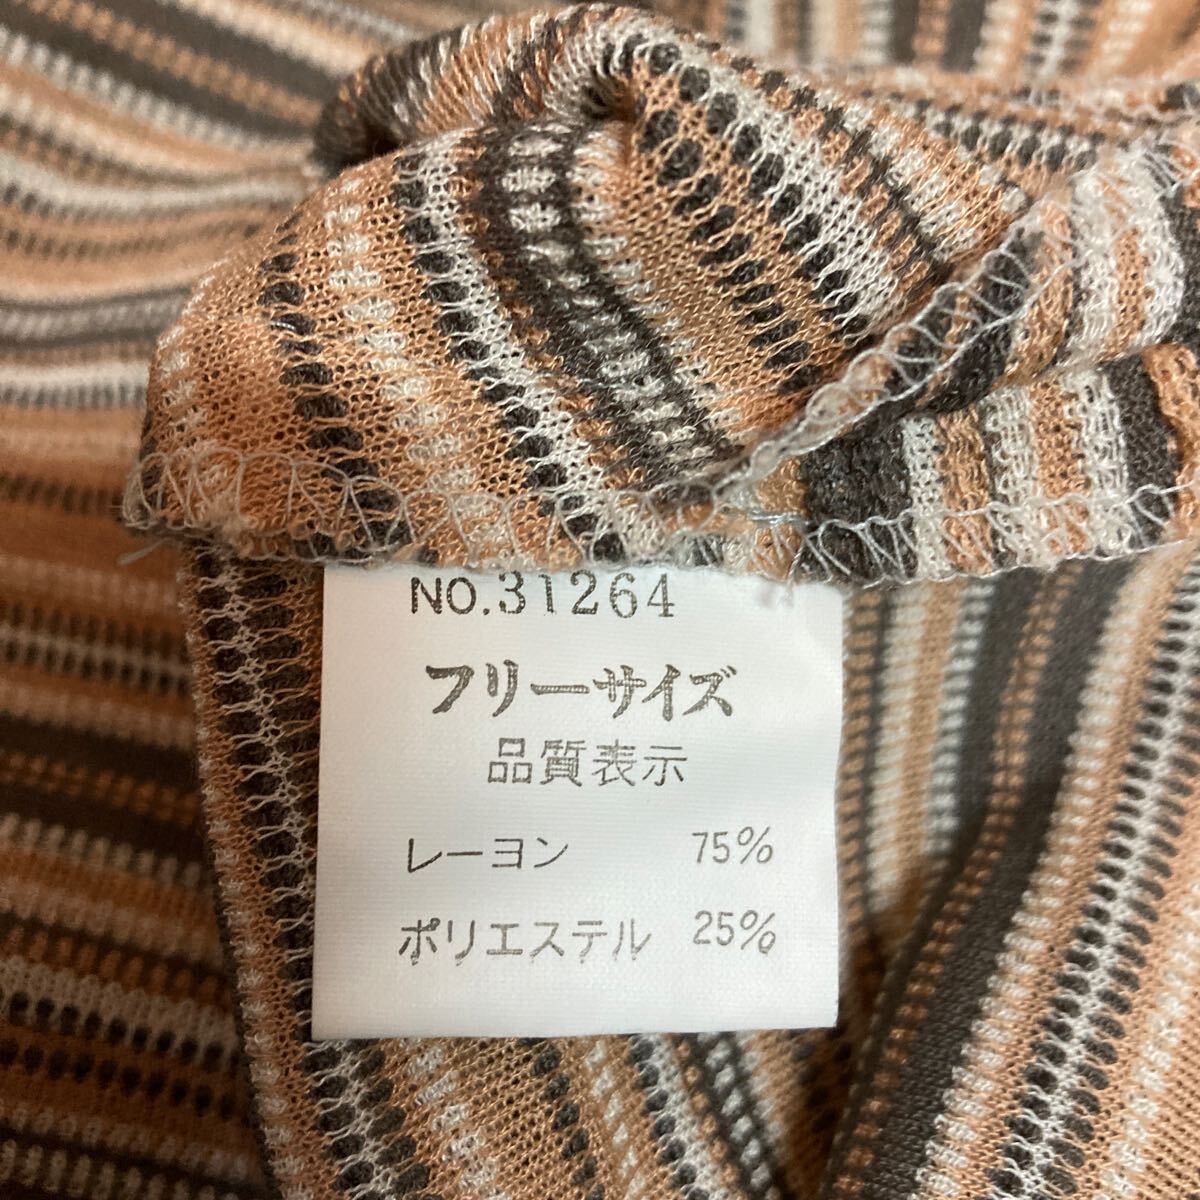 NO.31264
フリーサイズ
品質表示
レーヨン 75%
ポリエステル 25%